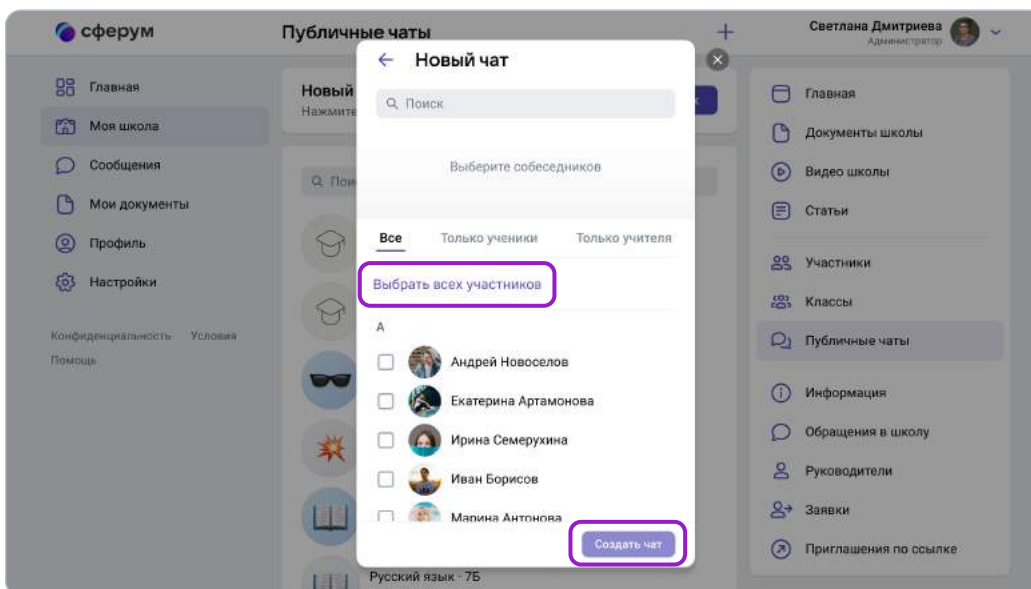 сферум
Публичные чаты
Светлана Дмитриева
Администратор
Главная
Моя школа
Сообщения
Мои документы
Профиль
Настройки
Конфиденциальность Условия
Помощь
Новый
Нажмите
Новый чат
Поиск
Выберите собеседников
Все Только ученики Только учителя
Выбрать всех участников
А
Андрей Новоселов
Екатерина Артамонова
Ирина Семерухина
Иван Борисов
Марина Антонова
Создать чат
Русский язык · 7Б
Главная
Документы школы
Видео школы
Статьи
Участники
Классы
Публичные чаты
Информация
Обращения в школу
Руководители
Заявки
Приглашения по ссылке